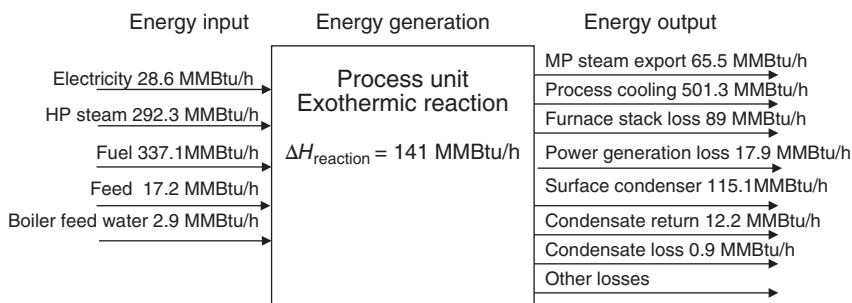 Energy input
Energy generation
Energy output
Electricity 28.6 MMBtu/h
HP steam 292.3 MMBtu/h
Fuel 337.1MMBtu/h
Feed 17.2 MMBtu/h
Boiler feed water 2.9 MMBtu/h
Process unit
Exothermic reaction
ΔHreaction = 141 MMBtu/h
MP steam export 65.5 MMBtu/h
Process cooling 501.3 MMBtu/h
Furnace stack loss 89 MMBtu/h
Power generation loss 17.9 MMBtu/h
Surface condenser 115.1MMBtu/h
Condensate return 12.2 MMBtu/h
Condensate loss 0.9 MMBtu/h
Other losses